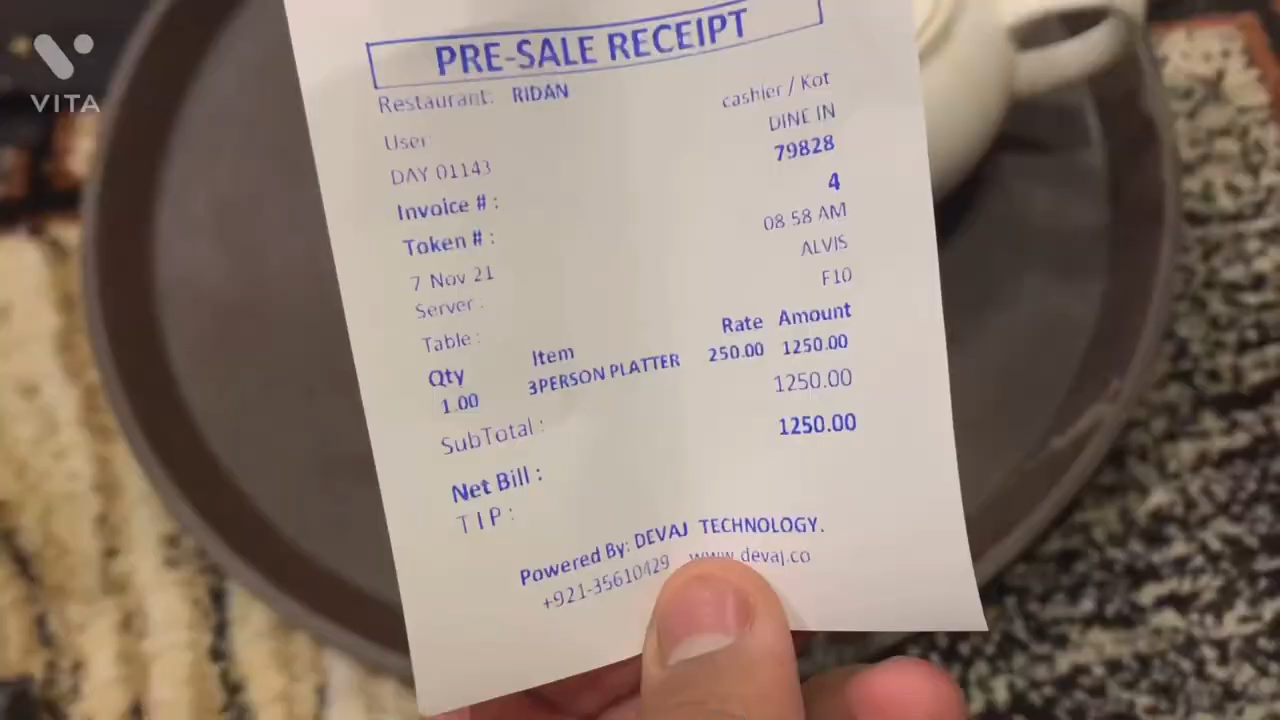 VITA
PRE-SALE RECEIPT
Restaurant: RIDAN
cashier / Kot
User:
DINE IN
DAY 01143
79828
Invoice # :
4
Token # :
08 58 AM
7 Nov 21
ALVIS
Server :
F10
Table :
Qty Item Rate Amount
1.00 3PERSON PLATTER 250.00 1250.00
SubTotal : 1250.00
Net Bill : 1250.00
TIP:
Powered By: DEVAJ TECHNOLOGY.
+921-35610429 www.devaj.co